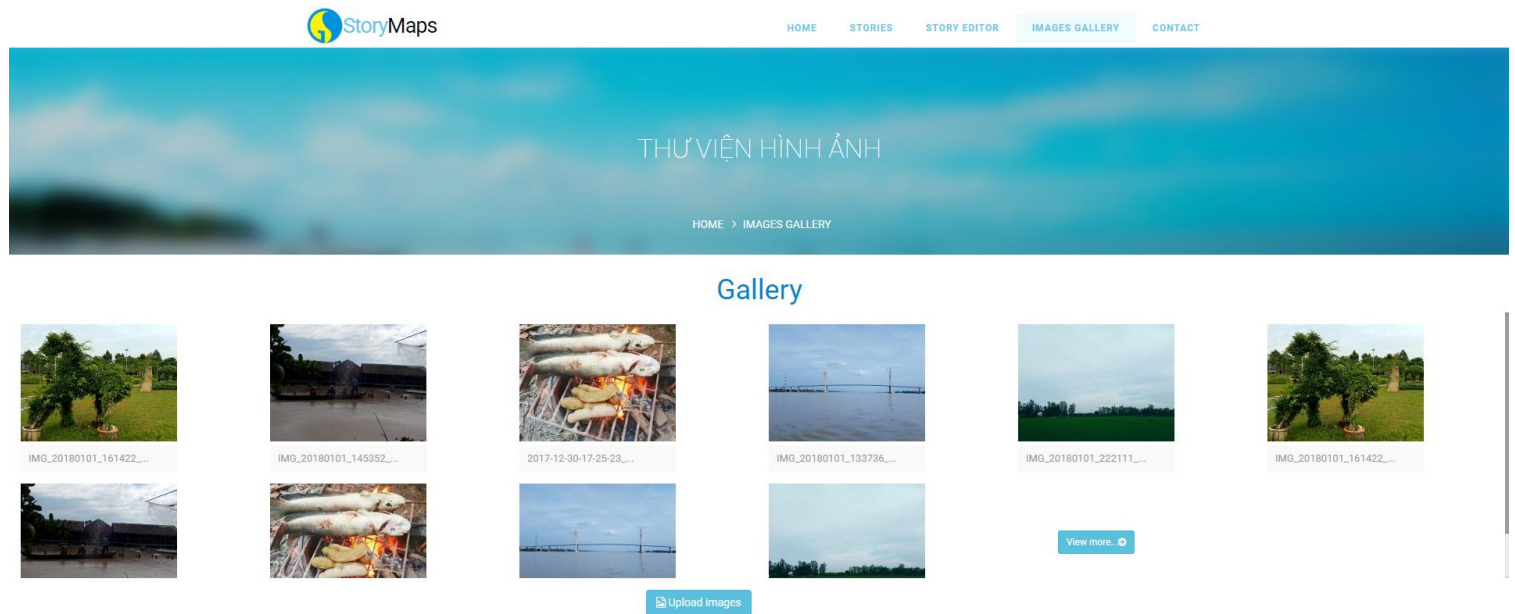 StoryMaps
HOME STORIES STORY EDITOR IMAGES GALLERY CONTACT
THƯ VIỆN HÌNH ẢNH
HOME > IMAGES GALLERY
Gallery
IMG_20180101_161422_... IMG_20180101_145352_... 2017-12-30-17-25-23_... IMG_20180101_133736_... IMG_20180101_222111_... IMG_20180101_161422_...
View more...
Upload images